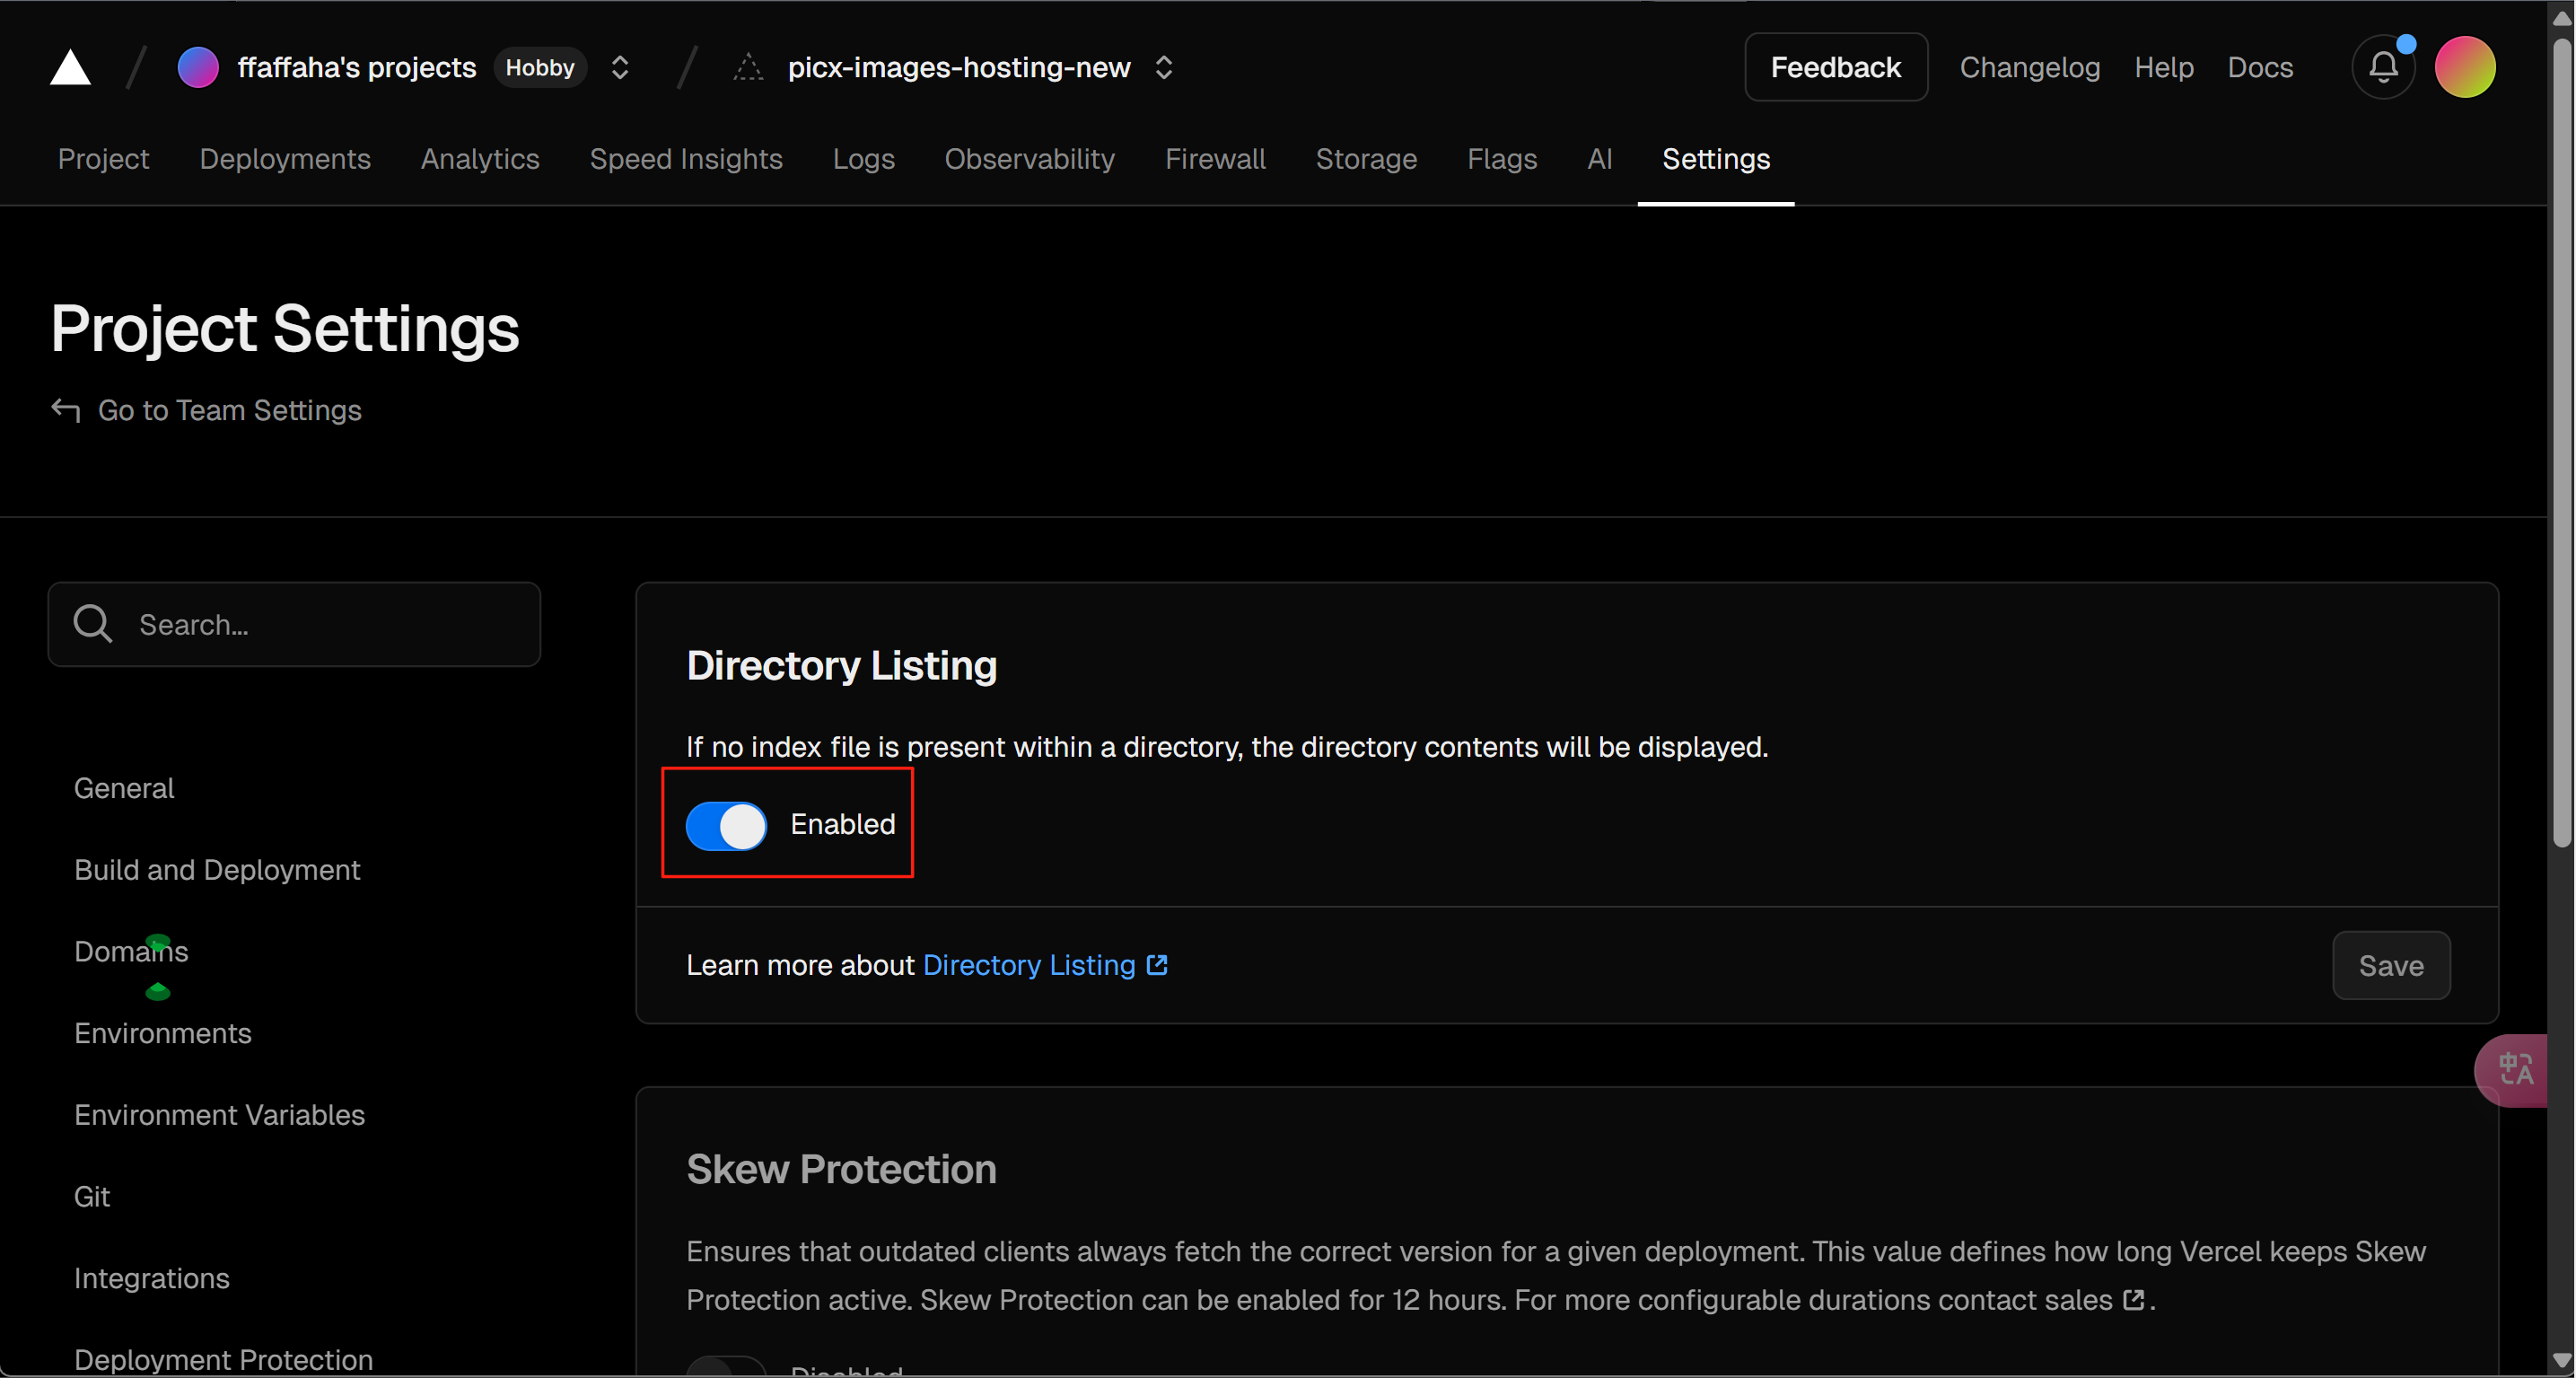 ffaffaha's projects Hobby picx-images-hosting-new Feedback Changelog Help Docs
Project Deployments Analytics Speed Insights Logs Observability Firewall Storage Flags AI Settings
Project Settings
Go to Team Settings
Search...
General
Build and Deployment
Domains
Environments
Environment Variables
Git
Integrations
Deployment Protection
Directory Listing
If no index file is present within a directory, the directory contents will be displayed.
Enabled
Learn more about Directory Listing
Save
Skew Protection
Ensures that outdated clients always fetch the correct version for a given deployment. This value defines how long Vercel keeps Skew
Protection active. Skew Protection can be enabled for 12 hours. For more configurable durations contact sales .
Disabled